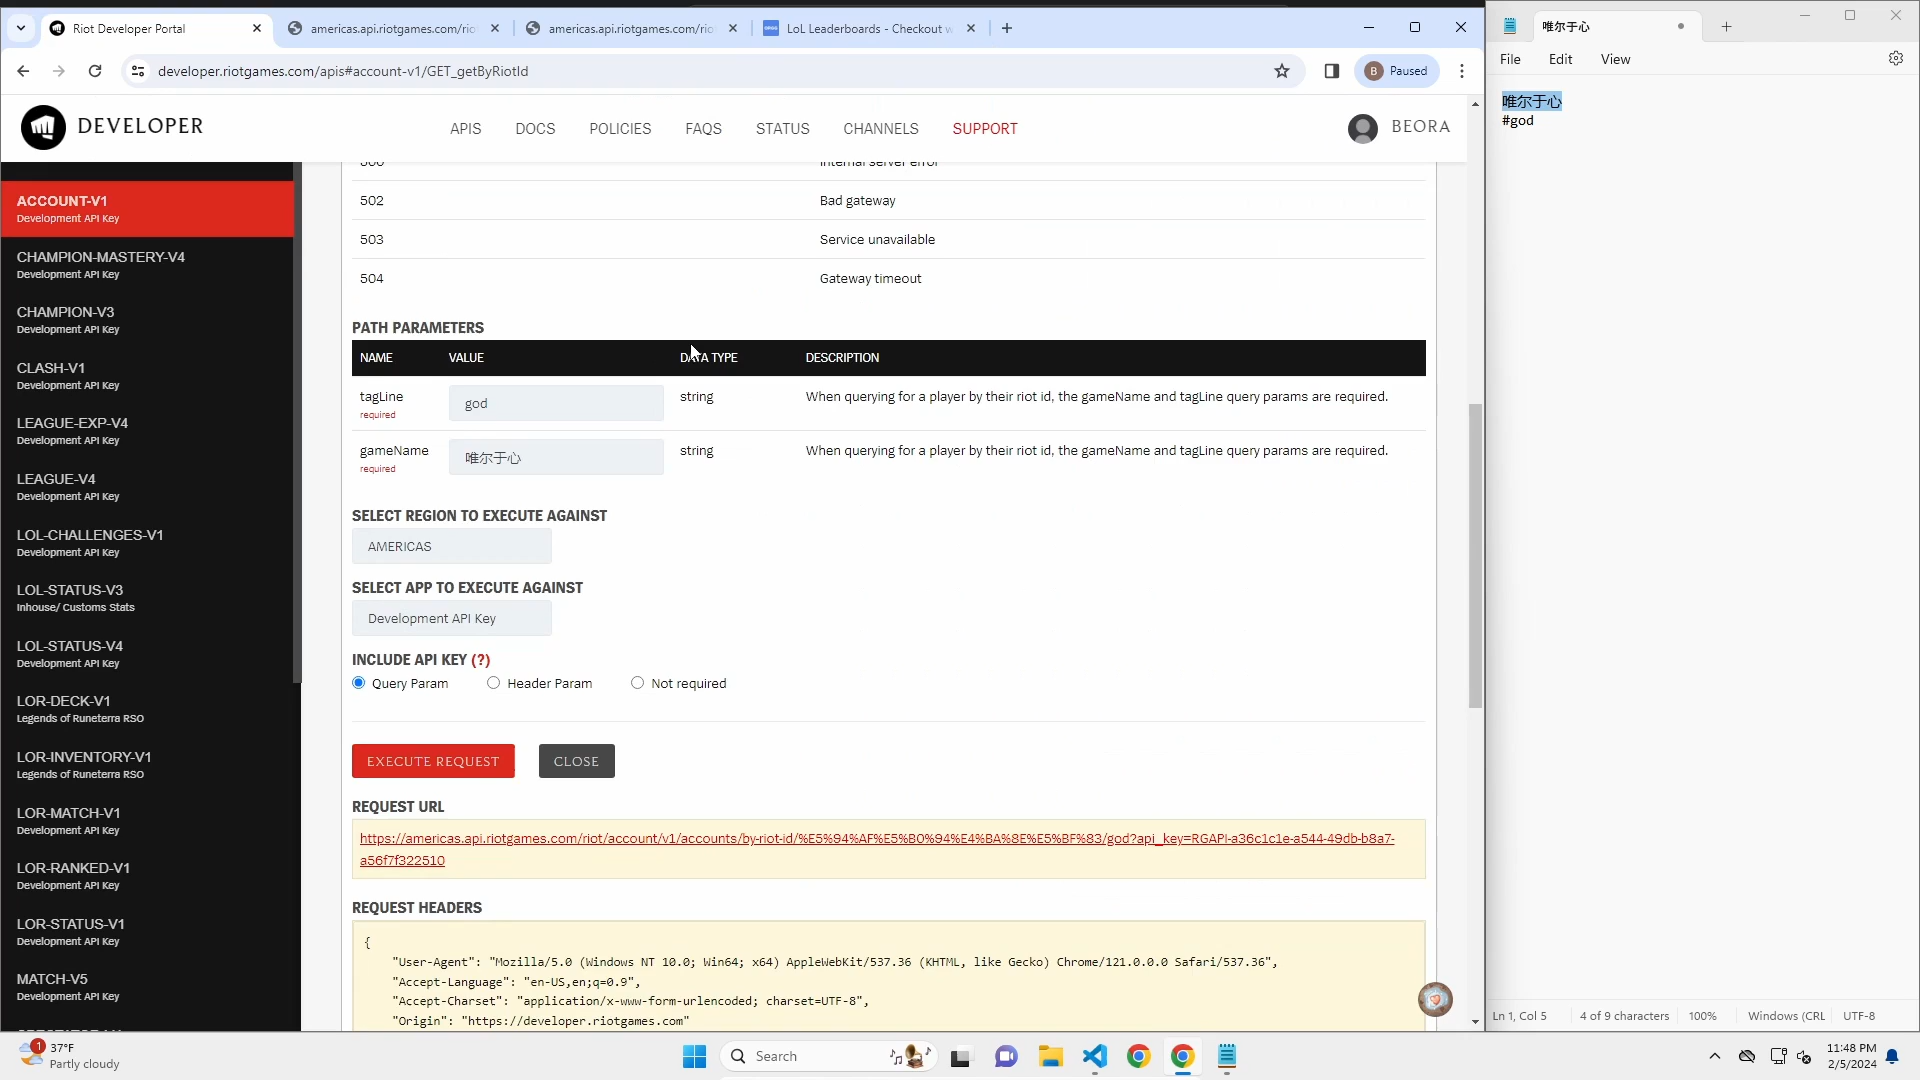 Riot Developer Portal
americas.api.riotgames.com/rio
americas.api.riotgames.com/rio
LoL Leaderboards - Checkout w
唯尔于心
developer.riotgames.com/apis#account-v1/GET_getByRiotId
B
Paused
File
Edit
View
DEVELOPER
APIS
DOCS
POLICIES
FAQS
STATUS
CHANNELS
SUPPORT
BEORA
唯尔于心
#god
ACCOUNT-V1
Development API Key
CHAMPION-MASTERY-V4
Development API Key
CHAMPION-V3
Development API Key
CLASH-V1
Development API Key
LEAGUE-EXP-V4
Development API Key
LEAGUE-V4
Development API Key
LOL-CHALLENGES-V1
Development API Key
LOL-STATUS-V3
Inhouse/ Customs Stats
LOL-STATUS-V4
Development API Key
LOR-DECK-V1
Legends of Runeterra RSO
LOR-INVENTORY-V1
Legends of Runeterra RSO
LOR-MATCH-V1
Development API Key
LOR-RANKED-V1
Development API Key
LOR-STATUS-V1
Development API Key
MATCH-V5
Development API Key
500 Internal server error
502 Bad gateway
503 Service unavailable
504 Gateway timeout
PATH PARAMETERS
NAME VALUE DATA TYPE DESCRIPTION
tagLine god string When querying for a player by their riot id, the gameName and tagLine query params are required.
required
gameName 唯尔于心 string When querying for a player by their riot id, the gameName and tagLine query params are required.
required
SELECT REGION TO EXECUTE AGAINST
AMERICAS
SELECT APP TO EXECUTE AGAINST
Development API Key
INCLUDE API KEY (?)
Query Param Header Param Not required
EXECUTE REQUEST CLOSE
REQUEST URL
https://americas.api.riotgames.com/riot/account/v1/accounts/by-riot-id/%E5%94%AF%E5%B0%94%E4%BA%8E%E5%BF%83/god?api_key=RGAPI-a36c1c1e-a544-49db-b8a7-
a56f7f322510
REQUEST HEADERS
{
"User-Agent": "Mozilla/5.0 (Windows NT 10.0; Win64; x64) AppleWebKit/537.36 (KHTML, like Gecko) Chrome/121.0.0.0 Safari/537.36",
"Accept-Language": "en-US,en;q=0.9",
"Accept-Charset": "application/x-www-form-urlencoded; charset=UTF-8",
"Origin": "https://developer.riotgames.com"
Ln 1, Col 5
4 of 9 characters
100%
Windows (CRL
UTF-8
1
37°F
Partly cloudy
Search
11:48 PM
2/5/2024